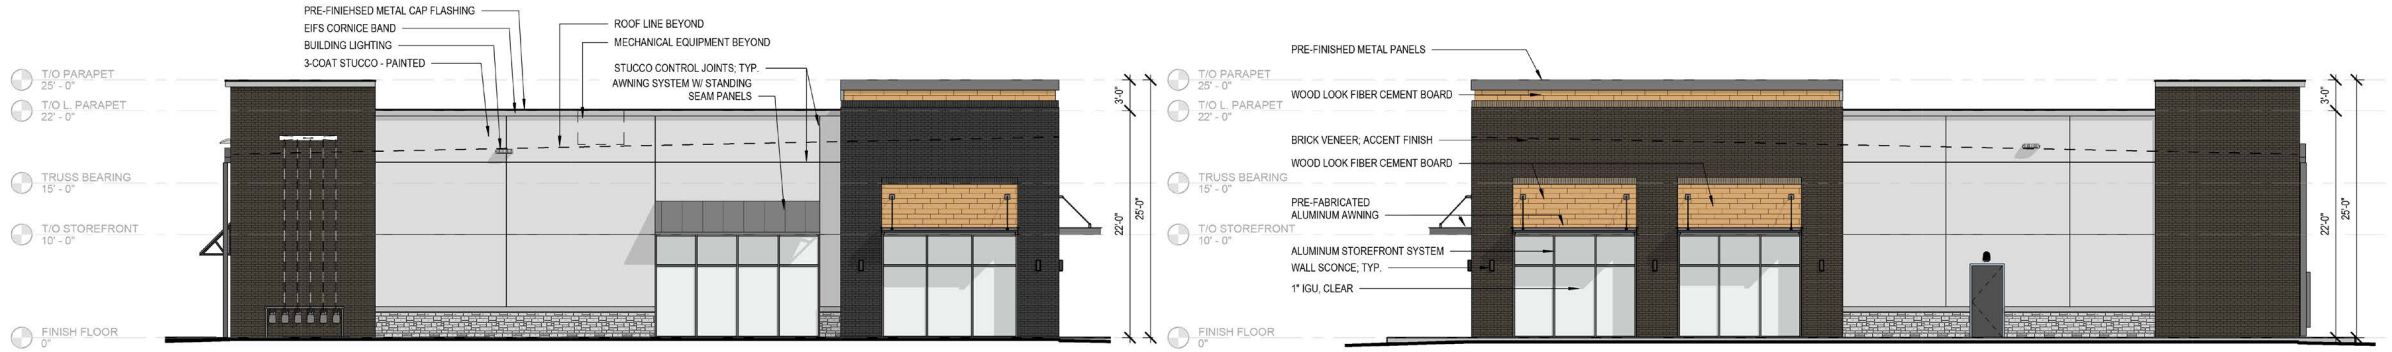 PRE-FINIEHSED METAL CAP FLASHING
EIFS CORNICE BAND
BUILDING LIGHTING
3-COAT STUCCO - PAINTED
ROOF LINE BEYOND
MECHANICAL EQUIPMENT BEYOND
STUCCO CONTROL JOINTS; TYP.
AWNING SYSTEM W/ STANDING
SEAM PANELS
T/O PARAPET
25' - 0"
T/O L. PARAPET
22' - 0"
TRUSS BEARING
15' - 0"
T/O STOREFRONT
10' - 0"
FINISH FLOOR
0"
3'-0"
22'-0"
25'-0"
T/O PARAPET
25' - 0"
T/O L. PARAPET
22' - 0"
TRUSS BEARING
15' - 0"
T/O STOREFRONT
10' - 0"
FINISH FLOOR
0"
PRE-FINISHED METAL PANELS
WOOD LOOK FIBER CEMENT BOARD
BRICK VENEER; ACCENT FINISH
WOOD LOOK FIBER CEMENT BOARD
PRE-FABRICATED
ALUMINUM AWNING
ALUMINUM STOREFRONT SYSTEM
WALL SCONCE; TYP.
1" IGU, CLEAR
3'-0"
22'-0"
25'-0"